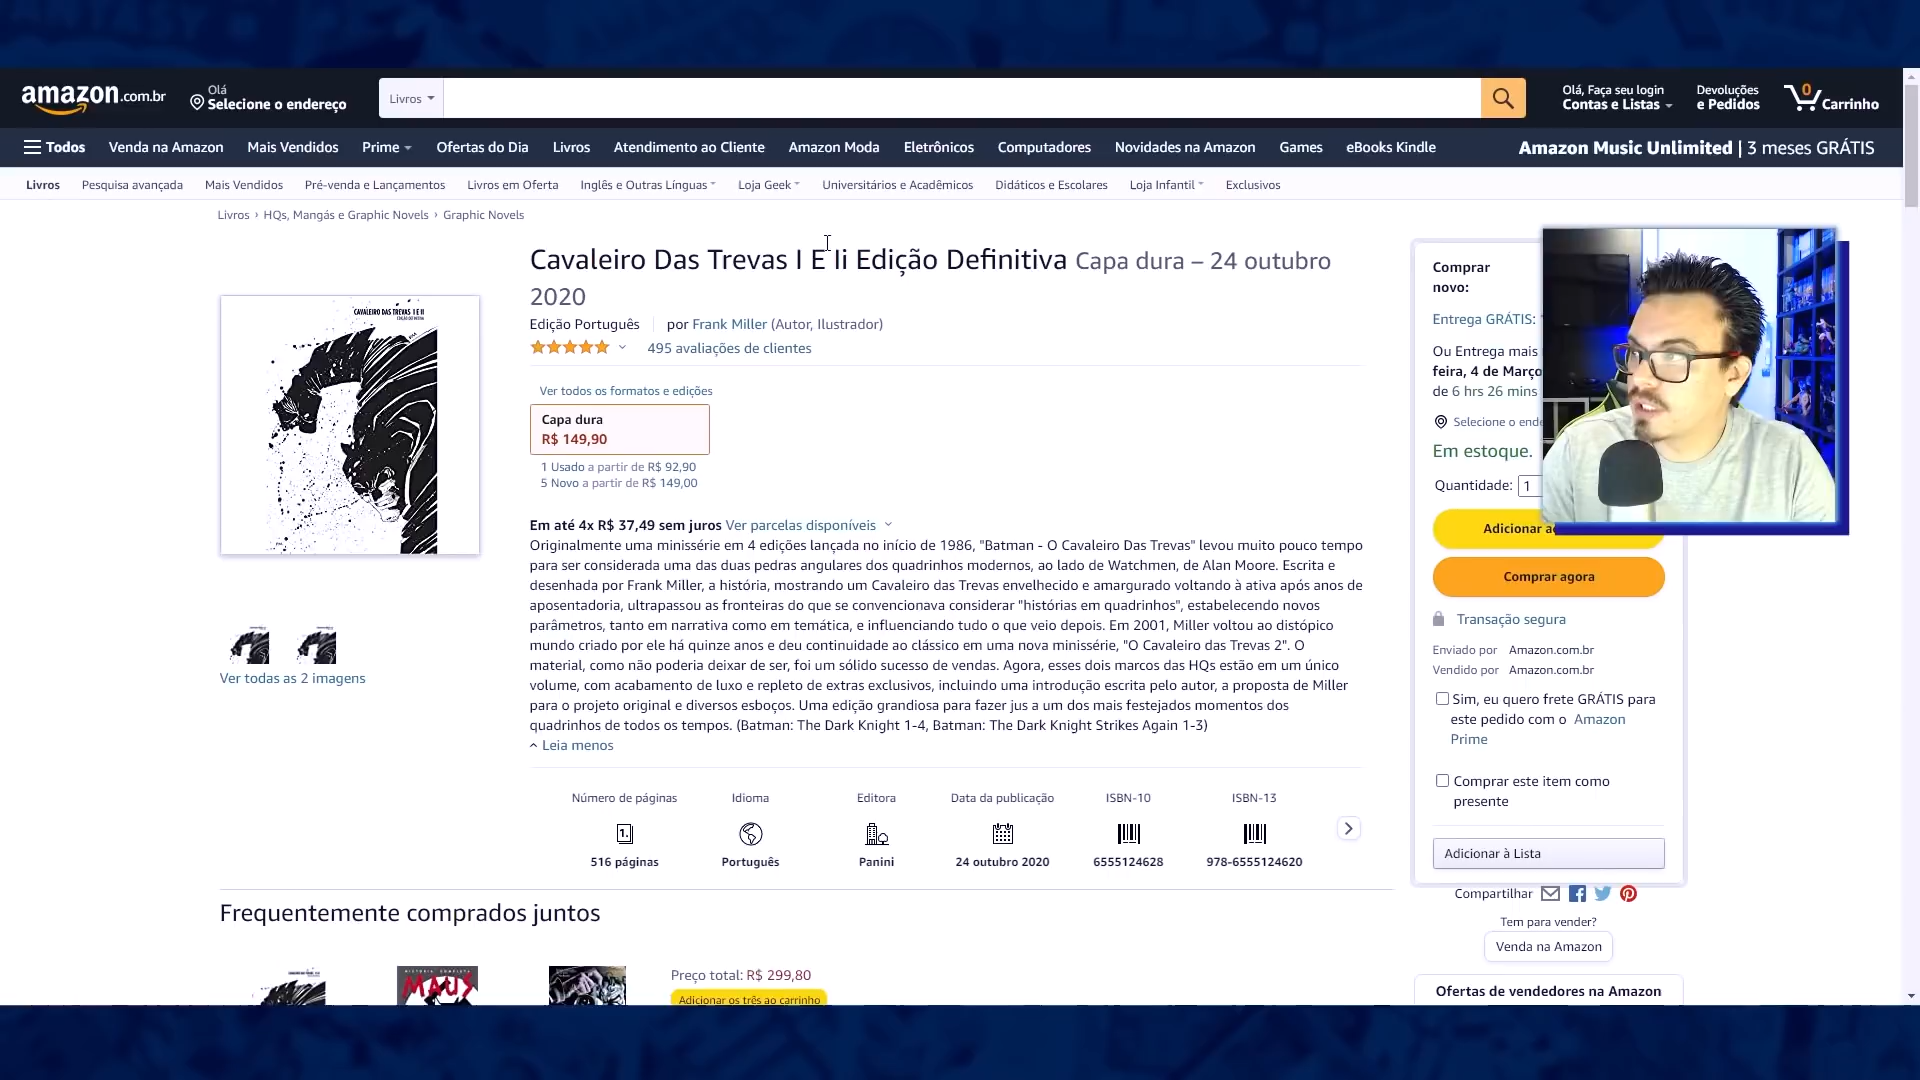 amazon.com.br
Olá
Selecione o endereço
Livros
Olá, Faça seu login
Contas e Listas
Devoluções
e Pedidos
0
Carrinho
Todos
Venda na Amazon
Mais Vendidos
Prime
Ofertas do Dia
Livros
Atendimento ao Cliente
Amazon Moda
Eletrônicos
Computadores
Novidades na Amazon
Games
eBooks Kindle
Amazon Music Unlimited | 3 meses GRÁTIS
Livros
Pesquisa avançada
Mais Vendidos
Pré-venda e Lançamentos
Livros em Oferta
Inglês e Outras Línguas
Loja Geek
Universitários e Acadêmicos
Didáticos e Escolares
Loja Infantil
Exclusivos
Livros › HQs, Mangás e Graphic Novels › Graphic Novels
CAVALEIRO DAS TREVAS I E II
EDIÇÃO DEFINITIVA
Ver todas as 2 imagens
Cavaleiro Das Trevas I E Ii Edição Definitiva Capa dura – 24 outubro
2020
Edição Português
por Frank Miller (Autor, Ilustrador)
495 avaliações de clientes
Ver todos os formatos e edições
Capa dura
R$ 149,90
1 Usado a partir de R$ 92,90
5 Novo a partir de R$ 149,00
Em até 4x R$ 37,49 sem juros Ver parcelas disponíveis
Originalmente uma minissérie em 4 edições lançada no início de 1986, "Batman - O Cavaleiro Das Trevas" levou muito pouco tempo
para ser considerada uma das duas pedras angulares dos quadrinhos modernos, ao lado de Watchmen, de Alan Moore. Escrita e
desenhada por Frank Miller, a história, mostrando um Cavaleiro das Trevas envelhecido e amargurado voltando à ativa após anos de
aposentadoria, ultrapassou as fronteiras do que se convencionava considerar "histórias em quadrinhos", estabelecendo novos
parâmetros, tanto em narrativa como em temática, e influenciando tudo o que veio depois. Em 2001, Miller voltou ao distópico
mundo criado por ele há quinze anos e deu continuidade ao clássico em uma nova minissérie, "O Cavaleiro das Trevas 2". O
material, como não poderia deixar de ser, foi um sólido sucesso de vendas. Agora, esses dois marcos das HQs estão em um único
volume, com acabamento de luxo e repleto de extras exclusivos, incluindo uma introdução escrita pelo autor, a proposta de Miller
para o projeto original e diversos esboços. Uma edição grandiosa para fazer jus a um dos mais festejados momentos dos
quadrinhos de todos os tempos. (Batman: The Dark Knight 1-4, Batman: The Dark Knight Strikes Again 1-3)
Leia menos
Número de páginas
1.
516 páginas
Idioma
Português
Editora
Panini
Data da publicação
24 outubro 2020
ISBN-10
6555124628
ISBN-13
978-6555124620
Comprar
novo:
Entrega GRÁTIS:
Ou Entrega mais
feira, 4 de Março
de 6 hrs 26 mins
Selecione o
Em estoque.
Quantidade: 1
Adicionar
Comprar agora
Transação segura
Enviado por Amazon.com.br
Vendido por Amazon.com.br
Sim, eu quero frete GRÁTIS para
este pedido com o Amazon
Prime
Comprar este item como
presente
Adicionar à Lista
Compartilhar
Tem para vender?
Venda na Amazon
Ofertas de vendedores na Amazon
Frequentemente comprados juntos
MAUS
Preço total: R$ 299,80
Adicionar os três ao carrinho